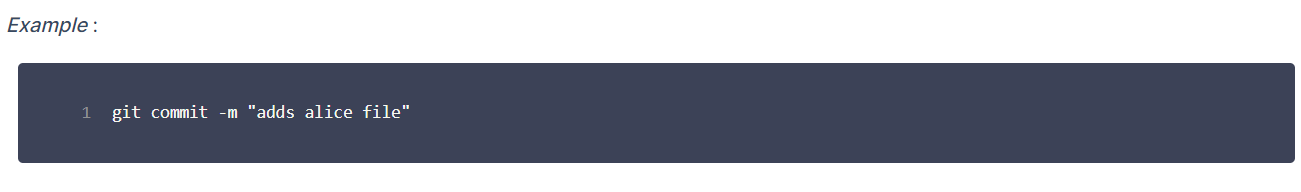 Example :
1 git commit -m "adds alice file"